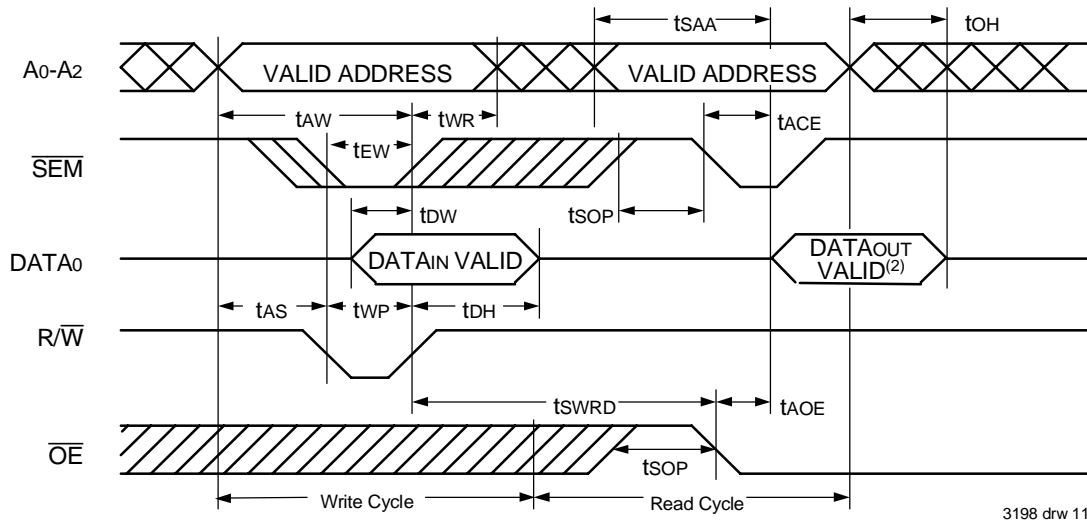 tSAA
tOH
A0-A2
VALID ADDRESS
VALID ADDRESS
tAW
tWR
tACE
tEW
SEM
tDW
tSOP
DATA0
DATAIN VALID
DATAOUT
VALID(2)
tAS
tWP
tDH
R/W
tSWRD
tAOE
OE
tSOP
Write Cycle
Read Cycle
3198 drw 11